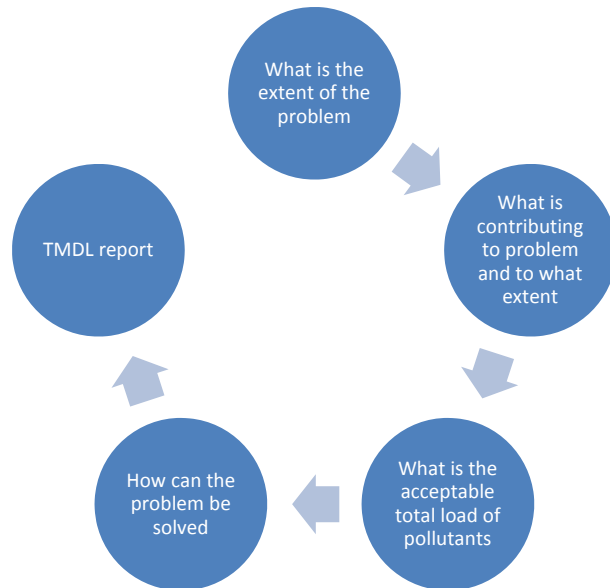 What is the
extent of the
problem
What is
contributing
to problem
and to what
extent
What is the
acceptable
total load of
pollutants
How can the
problem be
solved
TMDL report